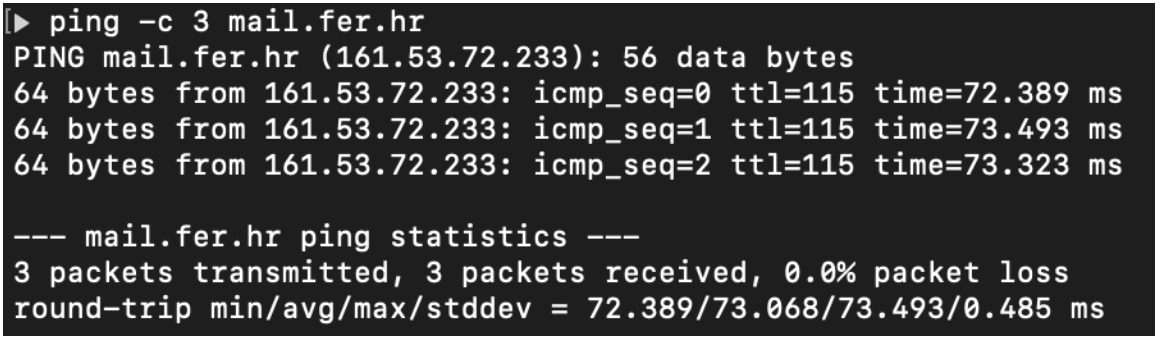 [▶ ping -c 3 mail.fer.hr
PING mail.fer.hr (161.53.72.233): 56 data bytes
64 bytes from 161.53.72.233: icmp_seq=0 ttl=115 time=72.389 ms
64 bytes from 161.53.72.233: icmp_seq=1 ttl=115 time=73.493 ms
64 bytes from 161.53.72.233: icmp_seq=2 ttl=115 time=73.323 ms

--- mail.fer.hr ping statistics ---
3 packets transmitted, 3 packets received, 0.0% packet loss
round-trip min/avg/max/stddev = 72.389/73.068/73.493/0.485 ms